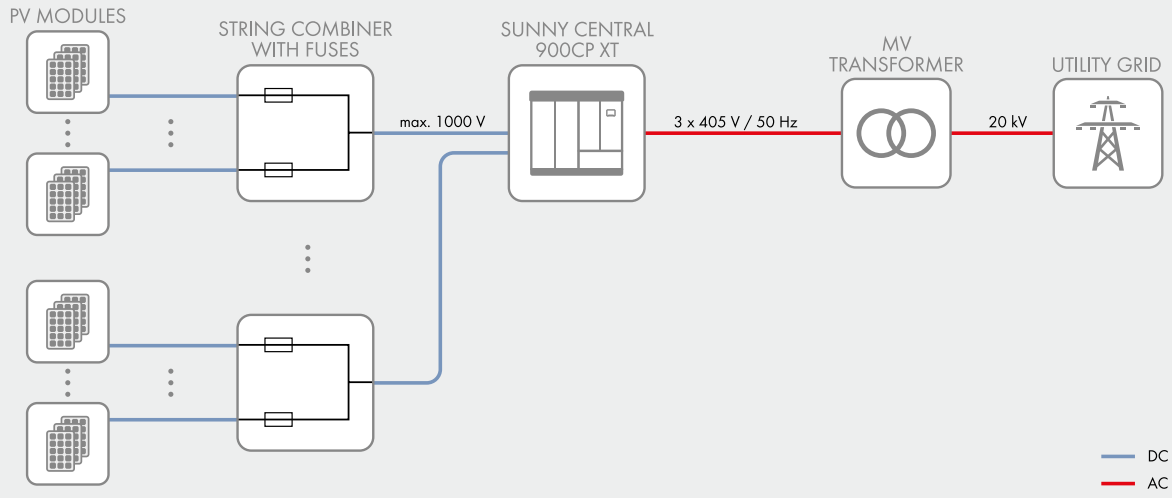 PV MODULES
STRING COMBINER
WITH FUSES
SUNNY CENTRAL
900CP XT
MV
TRANSFORMER
UTILITY GRID
max. 1000 V
3 x 405 V / 50 Hz
20 kV
DC
AC